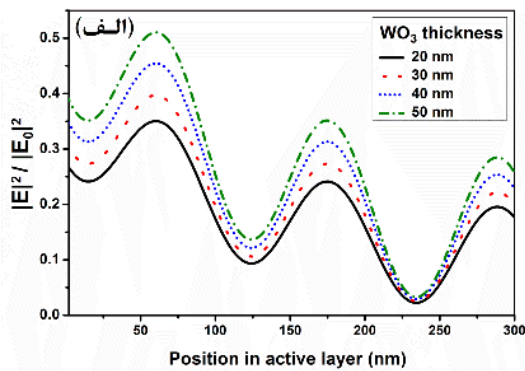 (الـف)
WO₃ thickness
20 nm
30 nm
40 nm
50 nm
|E|² / |E₀|²
0.5
0.4
0.3
0.2
0.1
0.0
50
100
150
200
250
300
Position in active layer (nm)